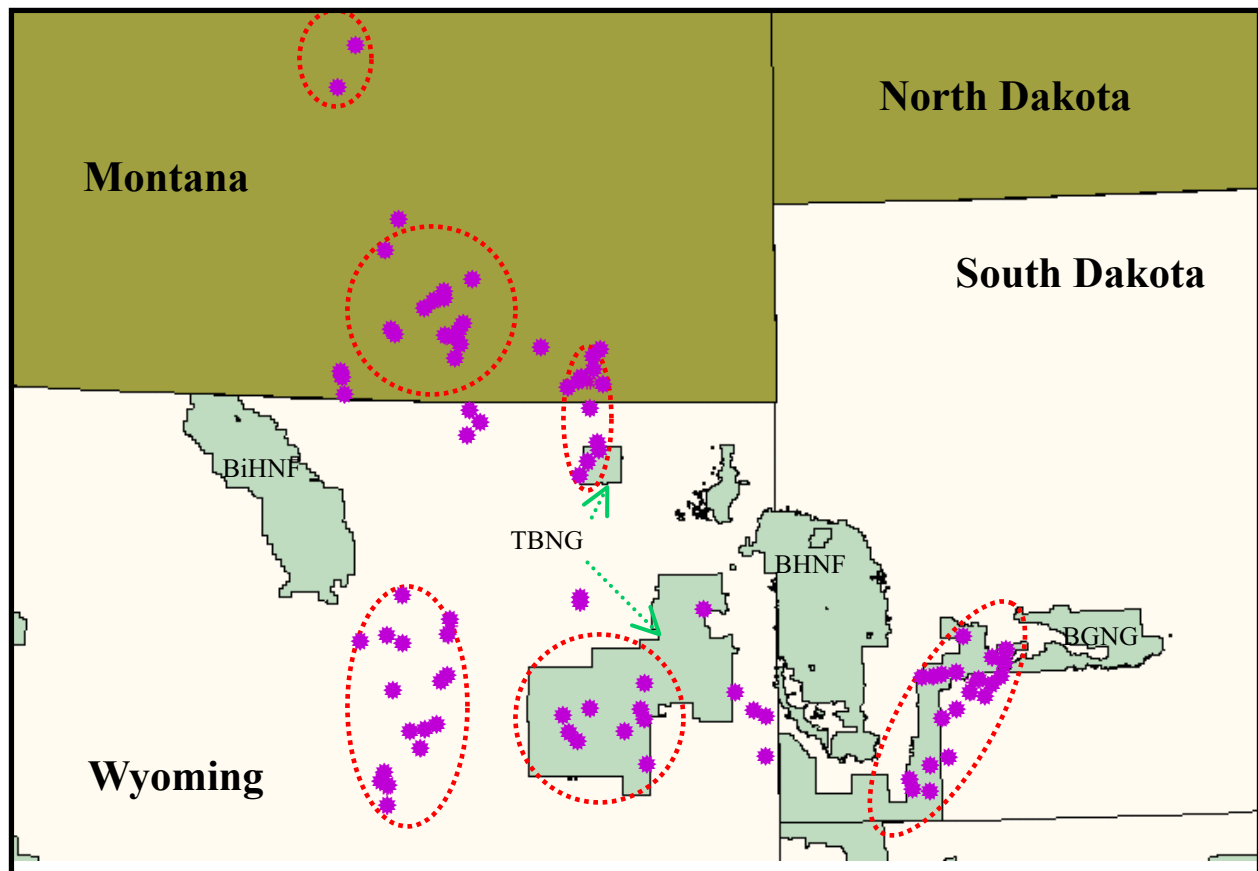 North Dakota
Montana
South Dakota
BiHNF
TBNG
BHNF
BGNG
Wyoming